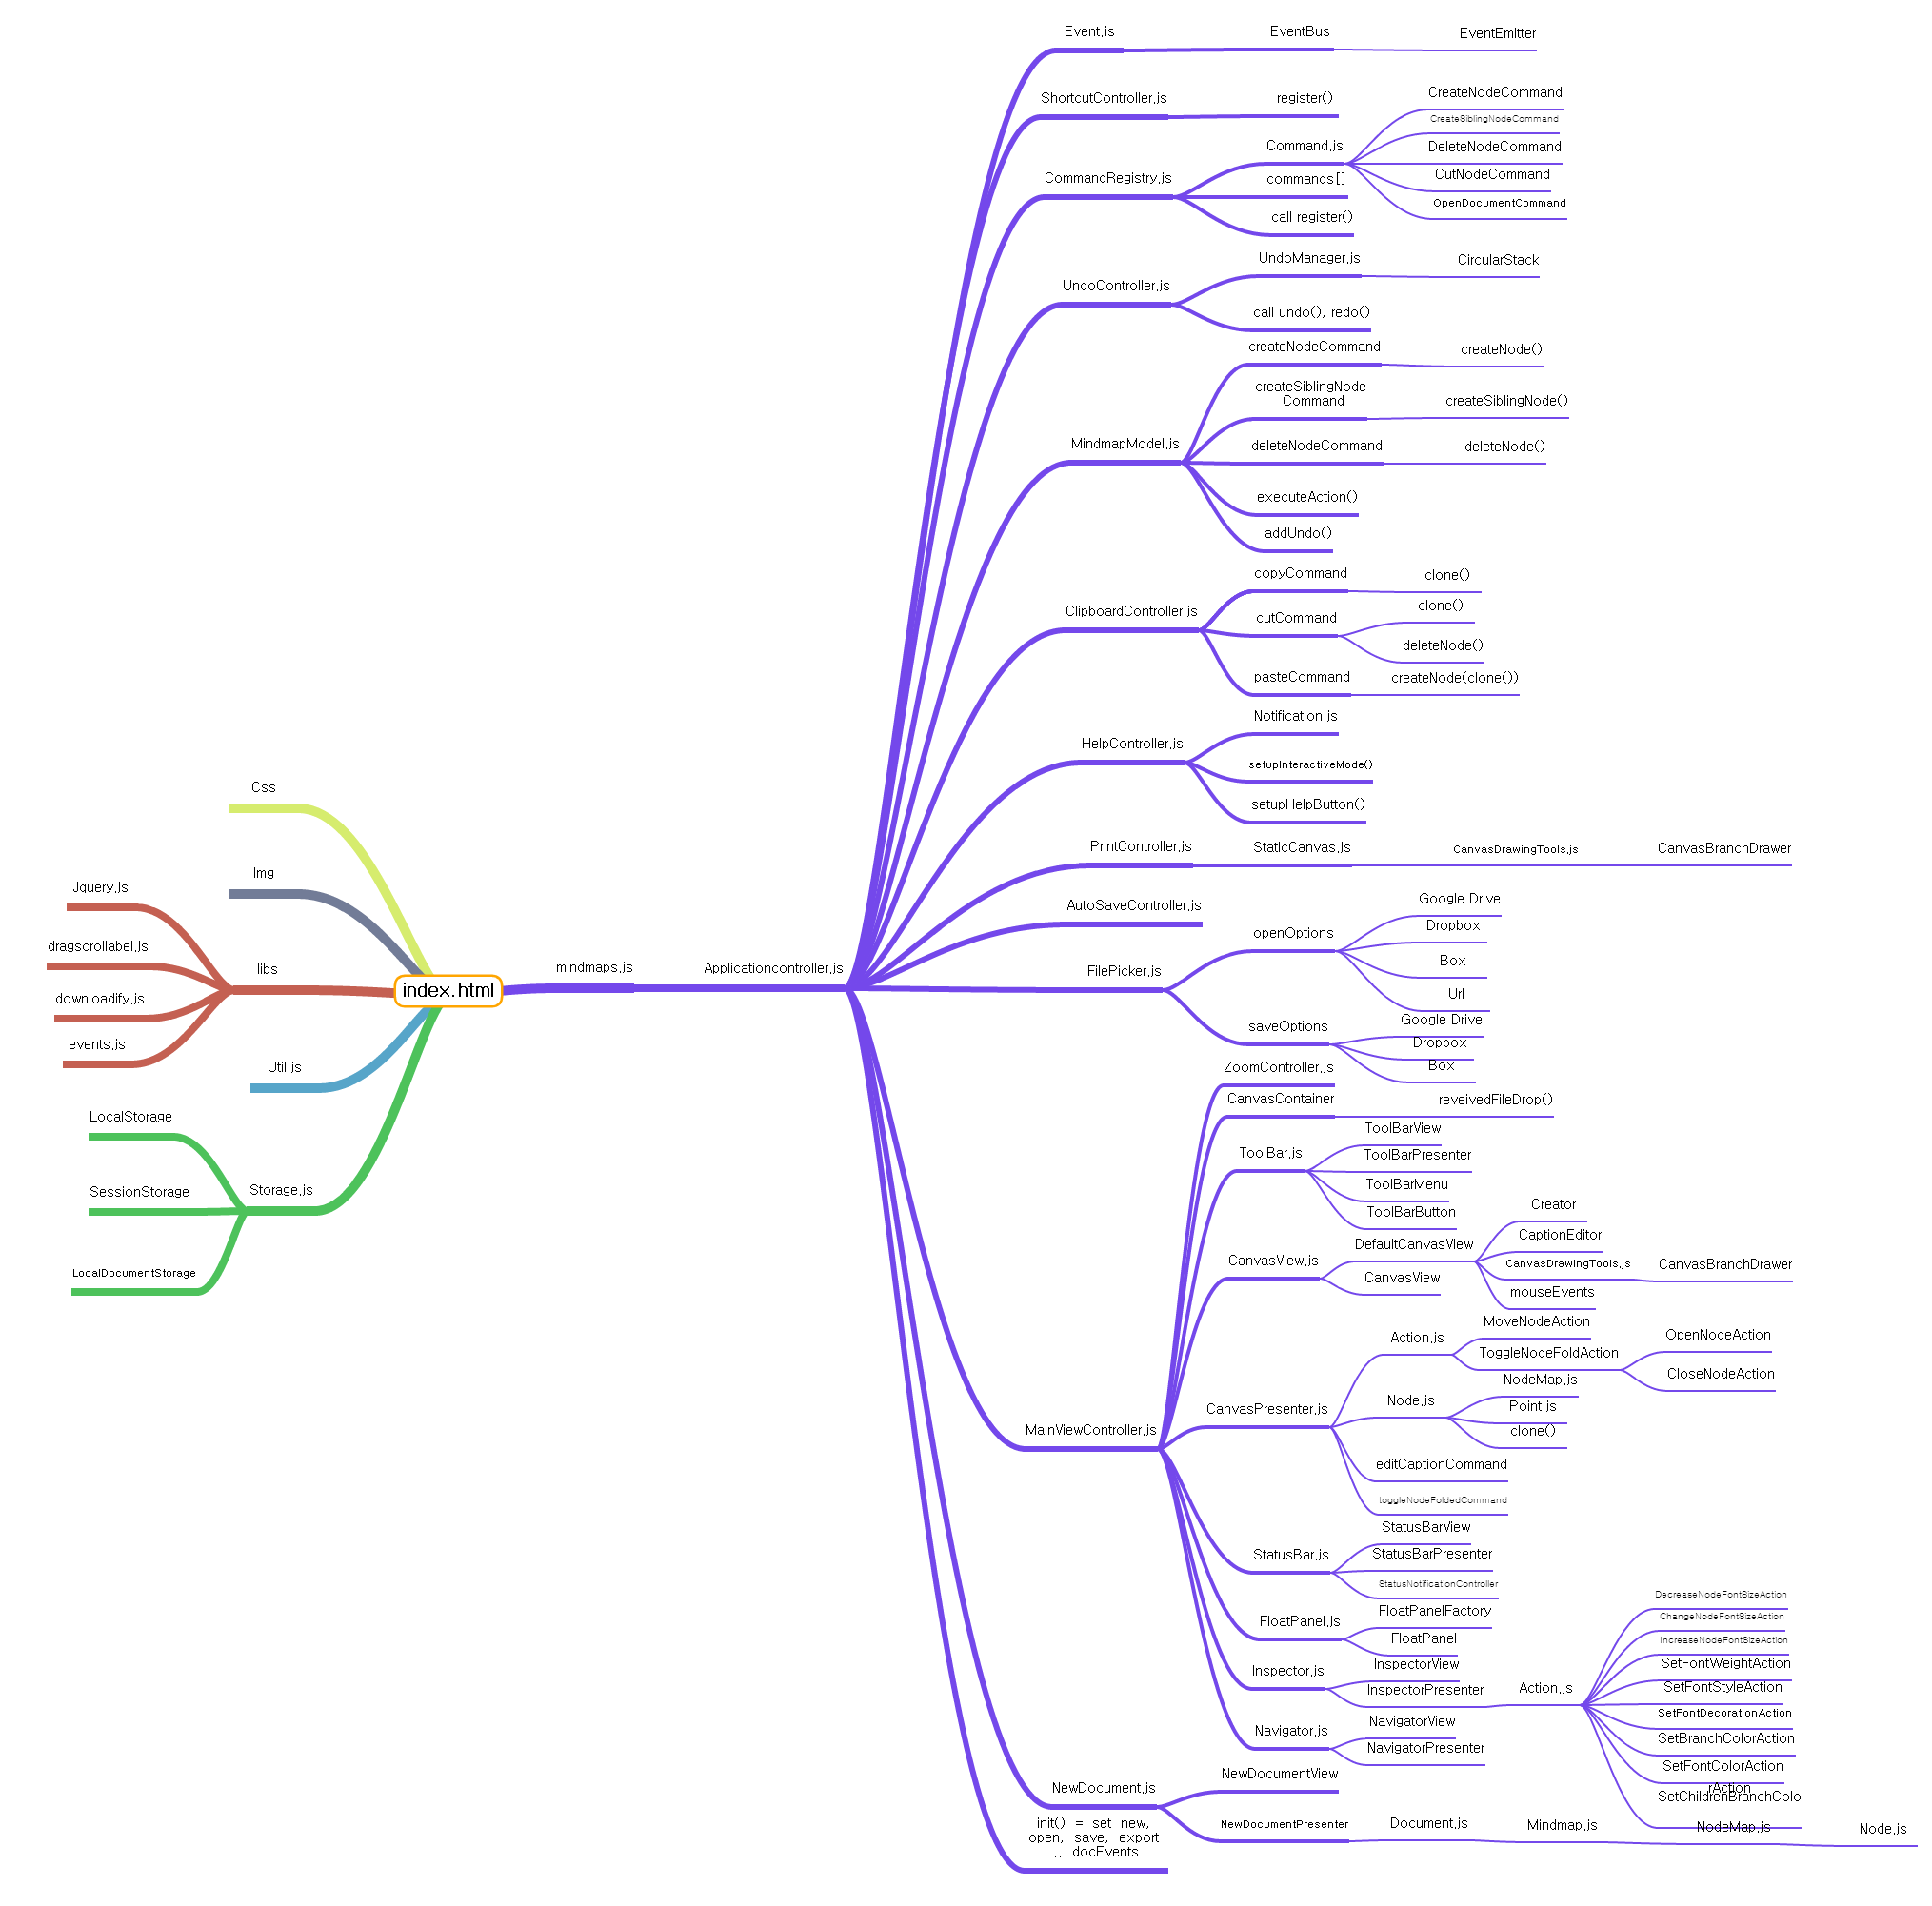 Css
Img
Jquery.js
dragscrollabel.js
downloadify.js
events.js
libs
Util.js
LocalStorage
SessionStorage
LocalDocumentStorage
Storage.js
index.html
mindmaps.js
Applicationcontroller.js
Event.js
EventBus
EventEmitter
ShortcutController.js
register()
CommandRegistry.js
Command.js
CreateNodeCommand
CreateSiblingNodeCommand
DeleteNodeCommand
CutNodeCommand
OpenDocumentCommand
commands[]
call register()
UndoController.js
UndoManager.js
CircularStack
call undo(), redo()
MindmapModel.js
createNodeCommand
createNode()
createSiblingNode
Command
createSiblingNode()
deleteNodeCommand
deleteNode()
executeAction()
addUndo()
ClipboardController.js
copyCommand
clone()
cutCommand
clone()
deleteNode()
pasteCommand
createNode(clone())
HelpController.js
Notification.js
setupInteractiveMode()
setupHelpButton()
PrintController.js
StaticCanvas.js
CanvasDrawingTools.js
CanvasBranchDrawer
AutoSaveController.js
FilePicker.js
openOptions
Google Drive
Dropbox
Box
Url
saveOptions
Google Drive
Dropbox
Box
MainViewController.js
ZoomController.js
CanvasContainer
reveivedFileDrop()
ToolBar.js
ToolBarView
ToolBarPresenter
ToolBarMenu
ToolBarButton
CanvasView.js
DefaultCanvasView
Creator
CaptionEditor
CanvasDrawingTools.js
CanvasBranchDrawer
mouseEvents
CanvasView
CanvasPresenter.js
Action.js
MoveNodeAction
ToggleNodeFoldAction
OpenNodeAction
CloseNodeAction
Node.js
NodeMap.js
Point.js
clone()
editCaptionCommand
toggleNodeFoldedCommand
StatusBar.js
StatusBarView
StatusBarPresenter
StatusNotificationController
FloatPanel.js
FloatPanelFactory
FloatPanel
Inspector.js
InspectorView
InspectorPresenter
Action.js
DecreaseNodeFontSizeAction
ChangeNodeFontSizeAction
IncreaseNodeFontSizeAction
SetFontWeightAction
SetFontStyleAction
SetFontDecorationAction
SetBranchColorAction
SetFontColorAction
SetChildrenBranchColo
rAction
Navigator.js
NavigatorView
NavigatorPresenter
NewDocument.js
NewDocumentView
NewDocumentPresenter
Document.js
Mindmap.js
NodeMap.js
Node.js
init() = set new,
open, save, export
.. docEvents